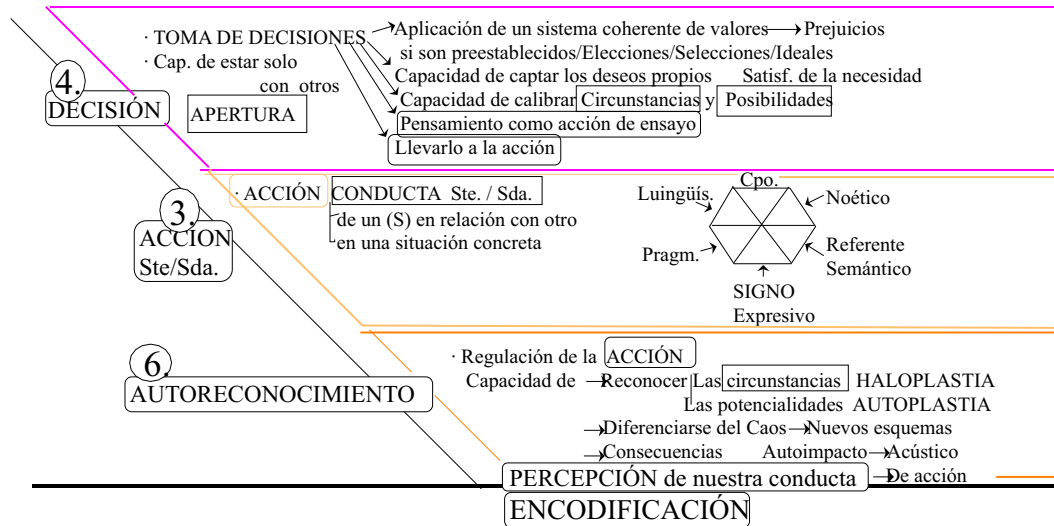 · TOMA DE DECISIONES
Aplicación de un sistema coherente de valores Prejuicios
si son preestablecidos/Elecciones/Selecciones/Ideales
· Cap. de estar solo
con otros
Capacidad de captar los deseos propios Satisf. de la necesidad
Capacidad de calibrar Circunstancias y Posibilidades
Pensamiento como acción de ensayo
Llevarlo a la acción
4.
DECISIÓN
APERTURA
· ACCIÓN CONDUCTA Ste. / Sda.
de un (S) en relación con otro
en una situación concreta
3.
ACCION
Ste/Sda.
Cpo.
Luingüis.
Noético
Pragm.
Referente
Semántico
SIGNO
Expresivo
6.
AUTORECONOCIMIENTO
· Regulación de la ACCIÓN
Capacidad de Reconocer Las circunstancias HALOPLASTIA
Las potencialidades AUTOPLASTIA
Diferenciarse del Caos Nuevos esquemas
Consecuencias Autoimpacto Acústico
PERCEPCIÓN de nuestra conducta De acción
ENCODIFICACIÓN